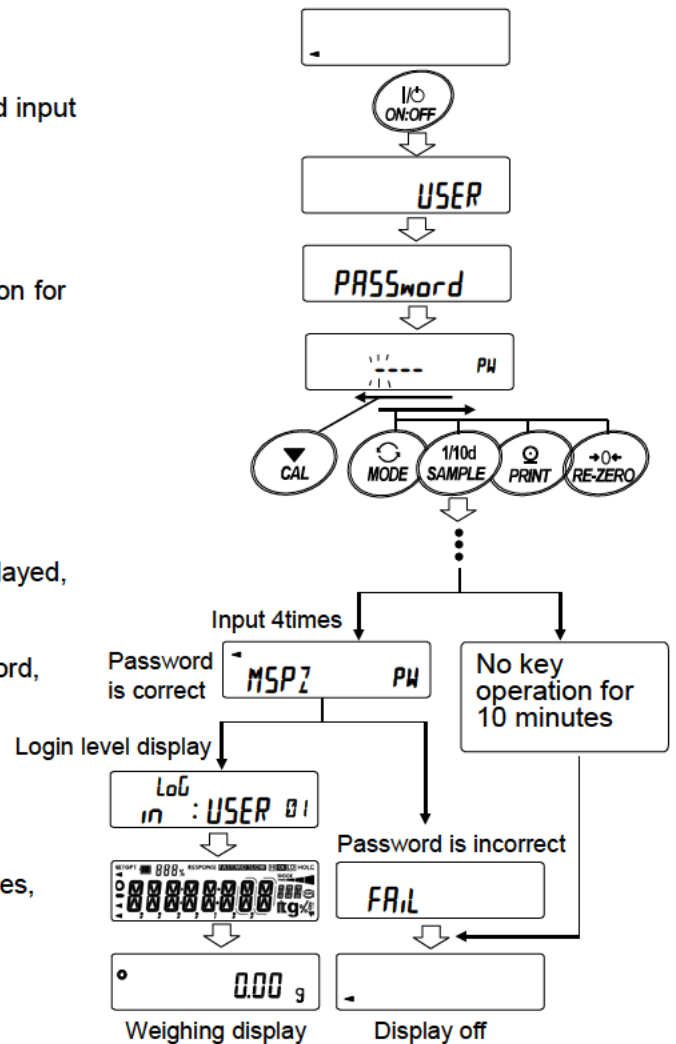 d input
I/⏻
ON:OFF
USER
on for
PASSword
---- PW
CAL
MODE
1/10d
SAMPLE
PRINT
→0←
RE-ZERO
layed,
Input 4times
ord,
Password
is correct
MSPZ PW
No key
operation for
10 minutes
Login level display
LoG
in : USER 01
Password is incorrect
RESPONSE
HOLD
g
es,
FAiL
0.00 g
Weighing display
Display off